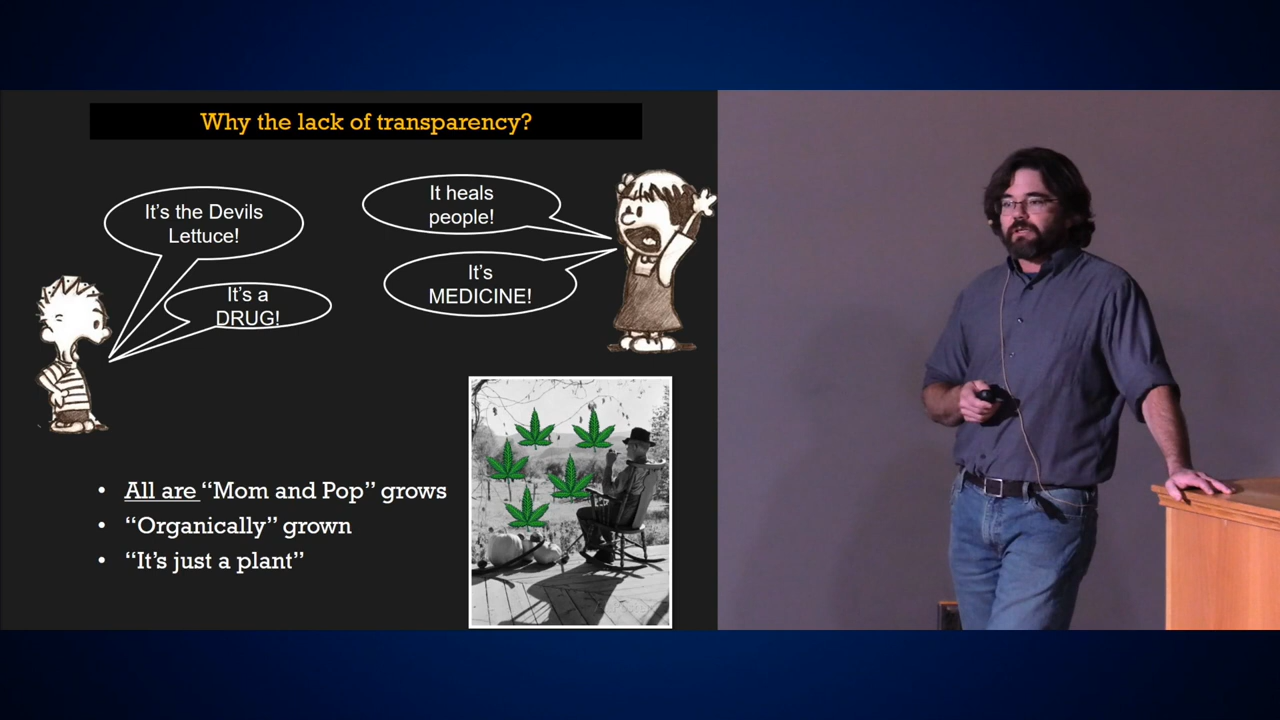 Why the lack of transparency?
It's the Devils
Lettuce!
It's a
DRUG!
It heals
people!
It's
MEDICINE!
• All are “Mom and Pop” grows
• “Organically” grown
• “It’s just a plant”